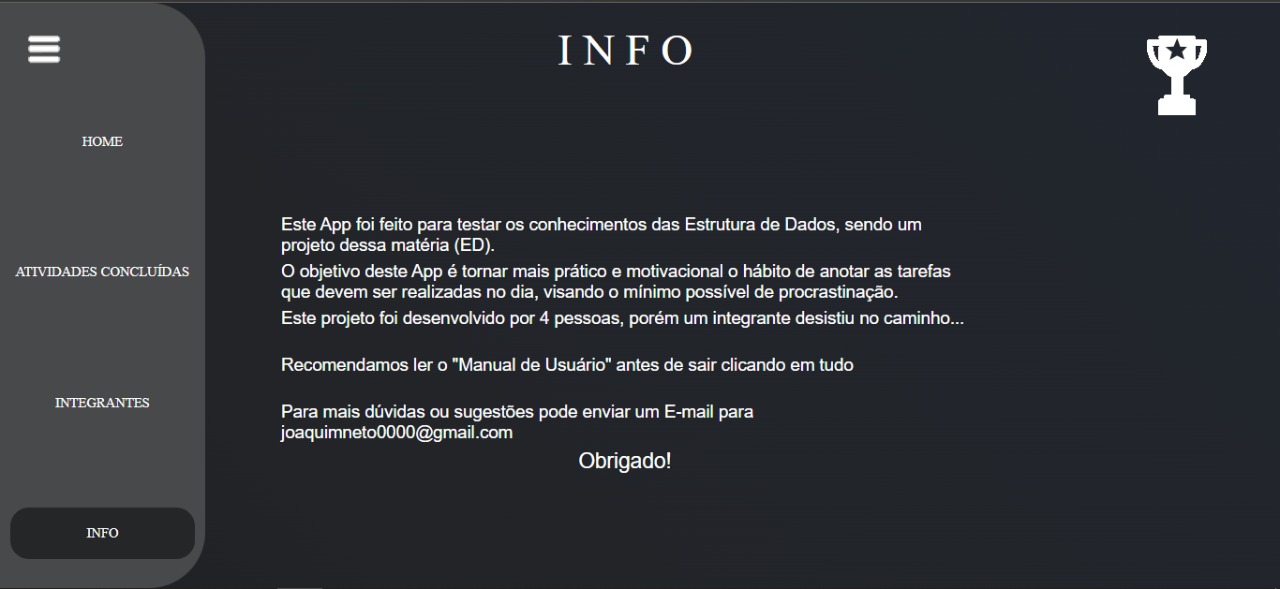 INFO
HOME
ATIVIDADES CONCLUÍDAS
INTEGRANTES
INFO
Este App foi feito para testar os conhecimentos das Estrutura de Dados, sendo um
projeto dessa matéria (ED).
O objetivo deste App é tornar mais prático e motivacional o hábito de anotar as tarefas
que devem ser realizadas no dia, visando o mínimo possível de procrastinação.
Este projeto foi desenvolvido por 4 pessoas, porém um integrante desistiu no caminho...
Recomendamos ler o "Manual de Usuário" antes de sair clicando em tudo
Para mais dúvidas ou sugestões pode enviar um E-mail para
joaquimneto0000@gmail.com
Obrigado!